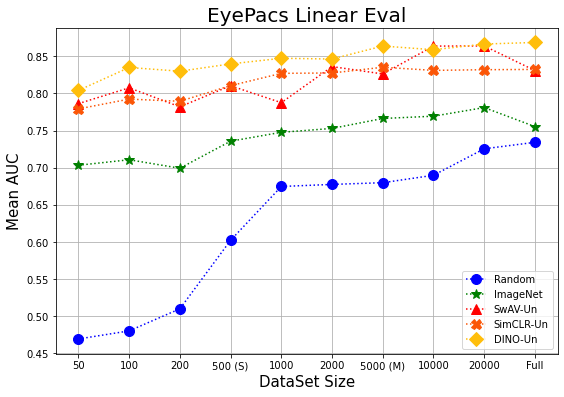 EyePacs Linear Eval
Mean AUC
0.85
0.80
0.75
0.70
0.65
0.60
0.55
0.50
0.45
50 100 200 500 (S) 1000 2000 5000 (M) 10000 20000 Full
DataSet Size
Random
ImageNet
SwAV-Un
SimCLR-Un
DINO-Un